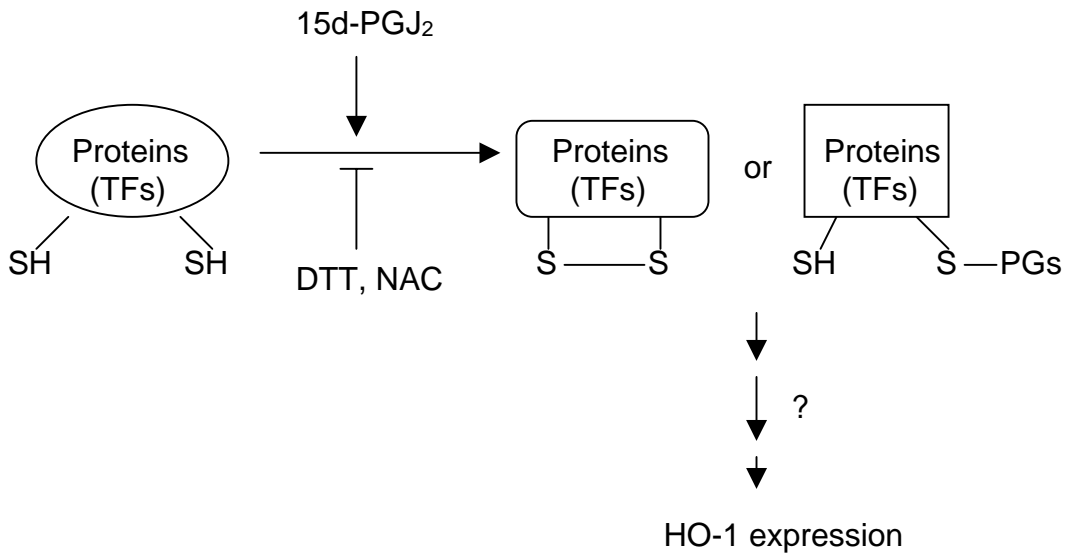 15d-PGJ₂
Proteins
(TFs)
SH
SH
DTT, NAC
Proteins
(TFs)
S
S
or
Proteins
(TFs)
SH
S
PGs
?
HO-1 expression